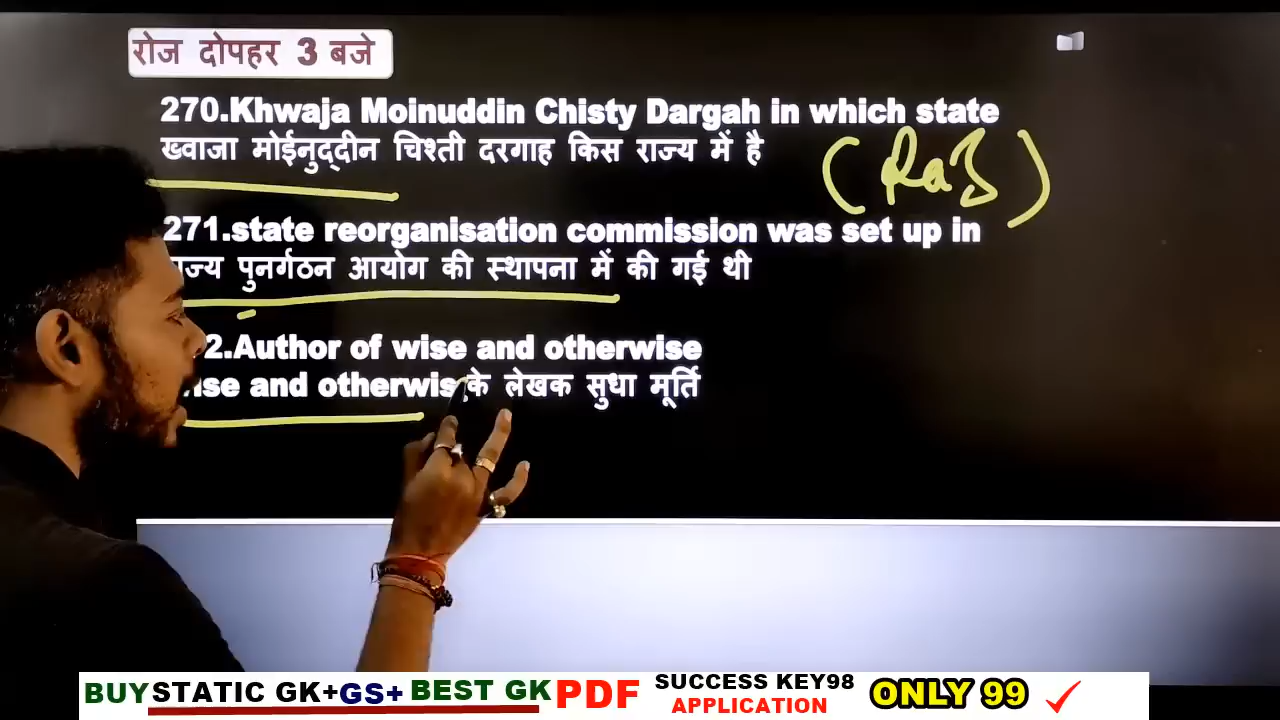 रोज दोपहर 3 बजे
270.Khwaja Moinuddin Chisty Dargah in which state
ख्वाजा मोईनुद्दीन चिश्ती दरगाह किस राज्य में है
(Raj)
271.state reorganisation commission was set up in
पुनर्गठन आयोग की स्थापना में की गई थी
2.Author of wise and otherwise
and otherwis के लेखक सुधा मूर्ति
BUY STATIC GK+GS+ BEST GK PDF SUCCESS KEY98 ONLY 99
APPLICATION